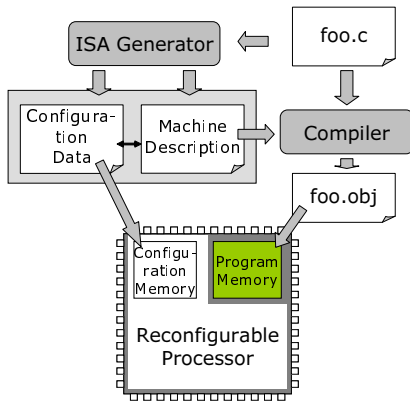 ISA Generator
foo.c
Configura-
tion
Data
Machine
Description
Compiler
foo.obj
Configu-
ration
Memory
Program
Memory
Reconfigurable
Processor